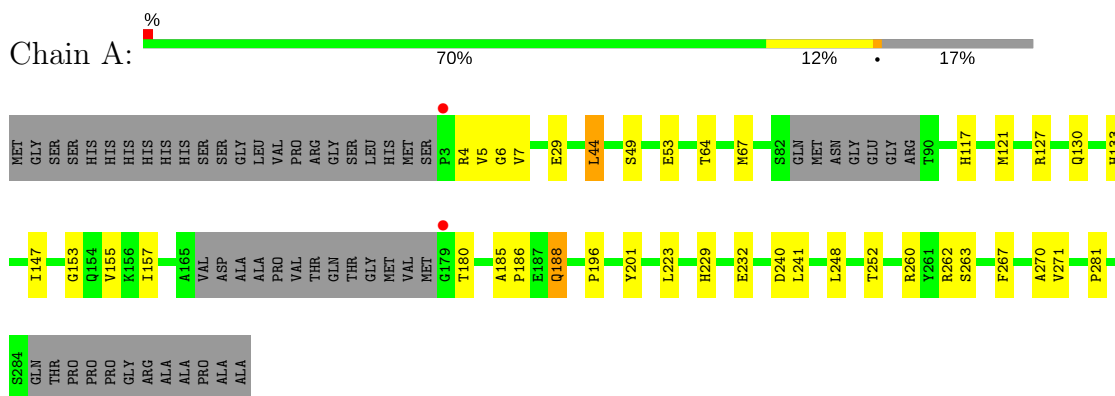 %
Chain A:
70% 12% • 17%
MET GLY SER SER HIS HIS HIS HIS HIS HIS SER SER GLY LEU VAL PRO ARG GLY SER LEU HIS MET SER P3 R4 V5 G6 V7 E29 L44 S49 E53 T64 M67 S82 GLN MET ASN GLY GLU GLY ARG T90 H117 M121 R127 Q130 H133
I147 G153 Q154 V155 K156 I157 A165 VAL ASP ALA ALA PRO VAL THR GLN THR GLY MET VAL MET G179 T180 A185 P186 E187 Q188 P196 Y201 L223 H229 E232 D240 L241 L248 T252 R260 Y261 R262 S263 F267 A270 V271 P281
S284 GLN THR PRO PRO PRO GLY ARG ALA ALA PRO ALA ALA